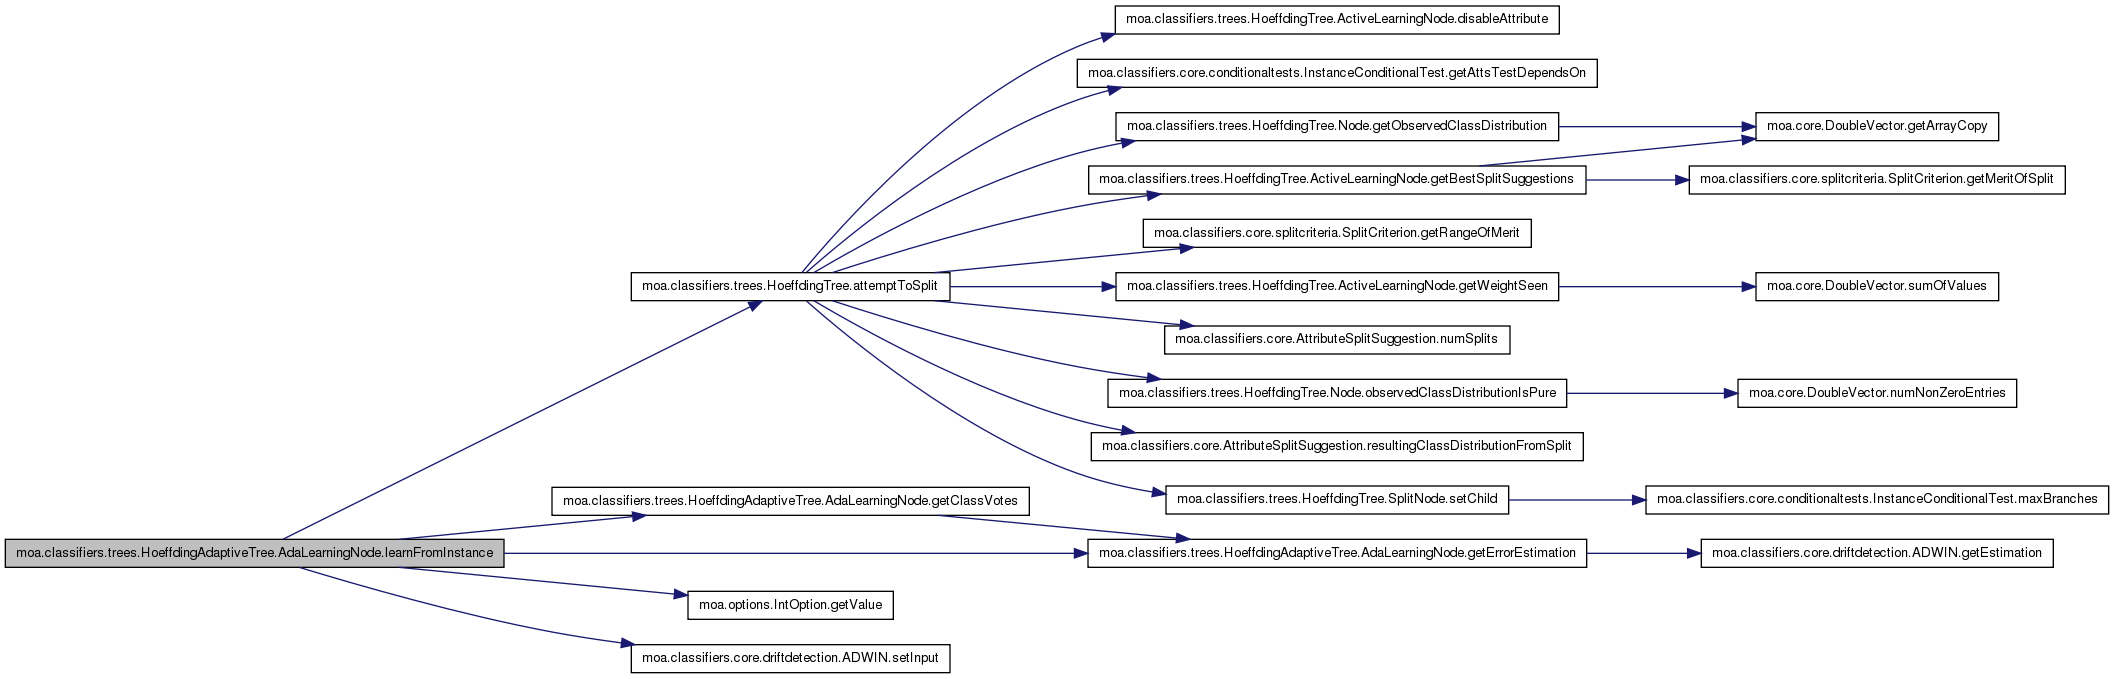 moa.classifiers.trees.HoeffdingTree.ActiveLearningNode.disableAttribute
moa.classifiers.core.conditionaltests.InstanceConditionalTest.getAttsTestDependsOn
moa.classifiers.trees.HoeffdingTree.Node.getObservedClassDistribution
moa.core.DoubleVector.getArrayCopy
moa.classifiers.trees.HoeffdingTree.ActiveLearningNode.getBestSplitSuggestions
moa.classifiers.core.splitcriteria.SplitCriterion.getMeritOfSplit
moa.classifiers.core.splitcriteria.SplitCriterion.getRangeOfMerit
moa.classifiers.trees.HoeffdingTree.attemptToSplit
moa.classifiers.trees.HoeffdingTree.ActiveLearningNode.getWeightSeen
moa.core.DoubleVector.sumOfValues
moa.classifiers.core.AttributeSplitSuggestion.numSplits
moa.classifiers.trees.HoeffdingTree.Node.observedClassDistributionIsPure
moa.core.DoubleVector.numNonZeroEntries
moa.classifiers.core.AttributeSplitSuggestion.resultingClassDistributionFromSplit
moa.classifiers.trees.HoeffdingAdaptiveTree.AdaLearningNode.getClassVotes
moa.classifiers.trees.HoeffdingTree.SplitNode.setChild
moa.classifiers.core.conditionaltests.InstanceConditionalTest.maxBranches
moa.classifiers.trees.HoeffdingAdaptiveTree.AdaLearningNode.learnFromInstance
moa.classifiers.trees.HoeffdingAdaptiveTree.AdaLearningNode.getErrorEstimation
moa.classifiers.core.driftdetection.ADWIN.getEstimation
moa.options.IntOption.getValue
moa.classifiers.core.driftdetection.ADWIN.setInput